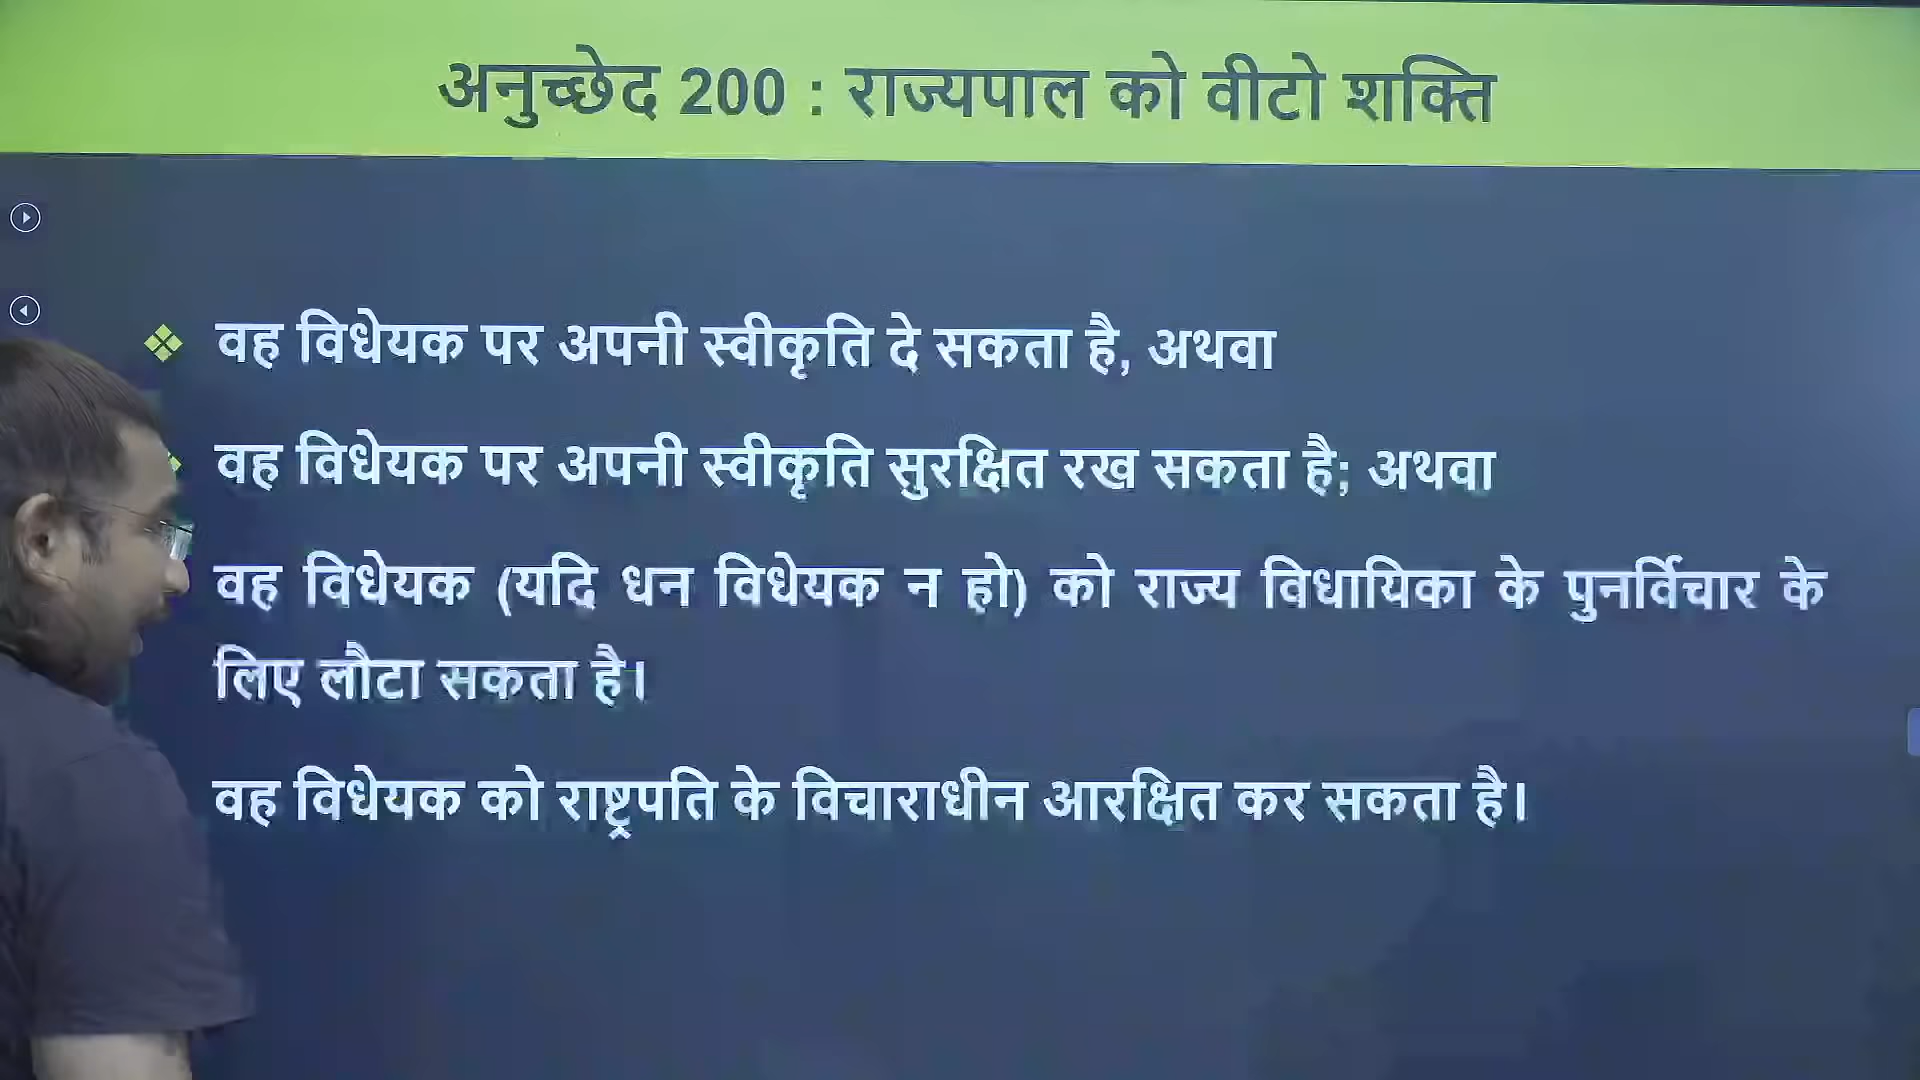 अनुच्छेद 200 : राज्यपाल को वीटो शक्ति
वह विधेयक पर अपनी स्वीकृति दे सकता है, अथवा
वह विधेयक पर अपनी स्वीकृति सुरक्षित रख सकता है; अथवा
वह विधेयक (यदि धन विधेयक न हो) को राज्य विधायिका के पुनर्विचार के
लिए लौटा सकता है।
वह विधेयक को राष्ट्रपति के विचाराधीन आरक्षित कर सकता है।